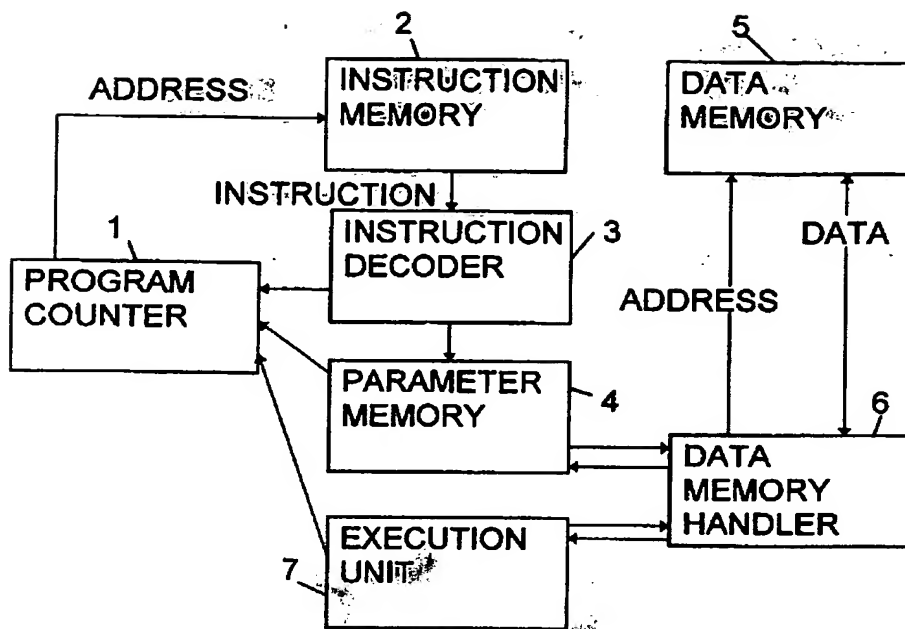 2
5
INSTRUCTION
MEMORY
DATA
MEMORY
ADDRESS
INSTRUCTION
1
INSTRUCTION
DECODER
3
DATA
PROGRAM
COUNTER
ADDRESS
PARAMETER
MEMORY
4
6
DATA
MEMORY
HANDLER
EXECUTION
UNIT
7